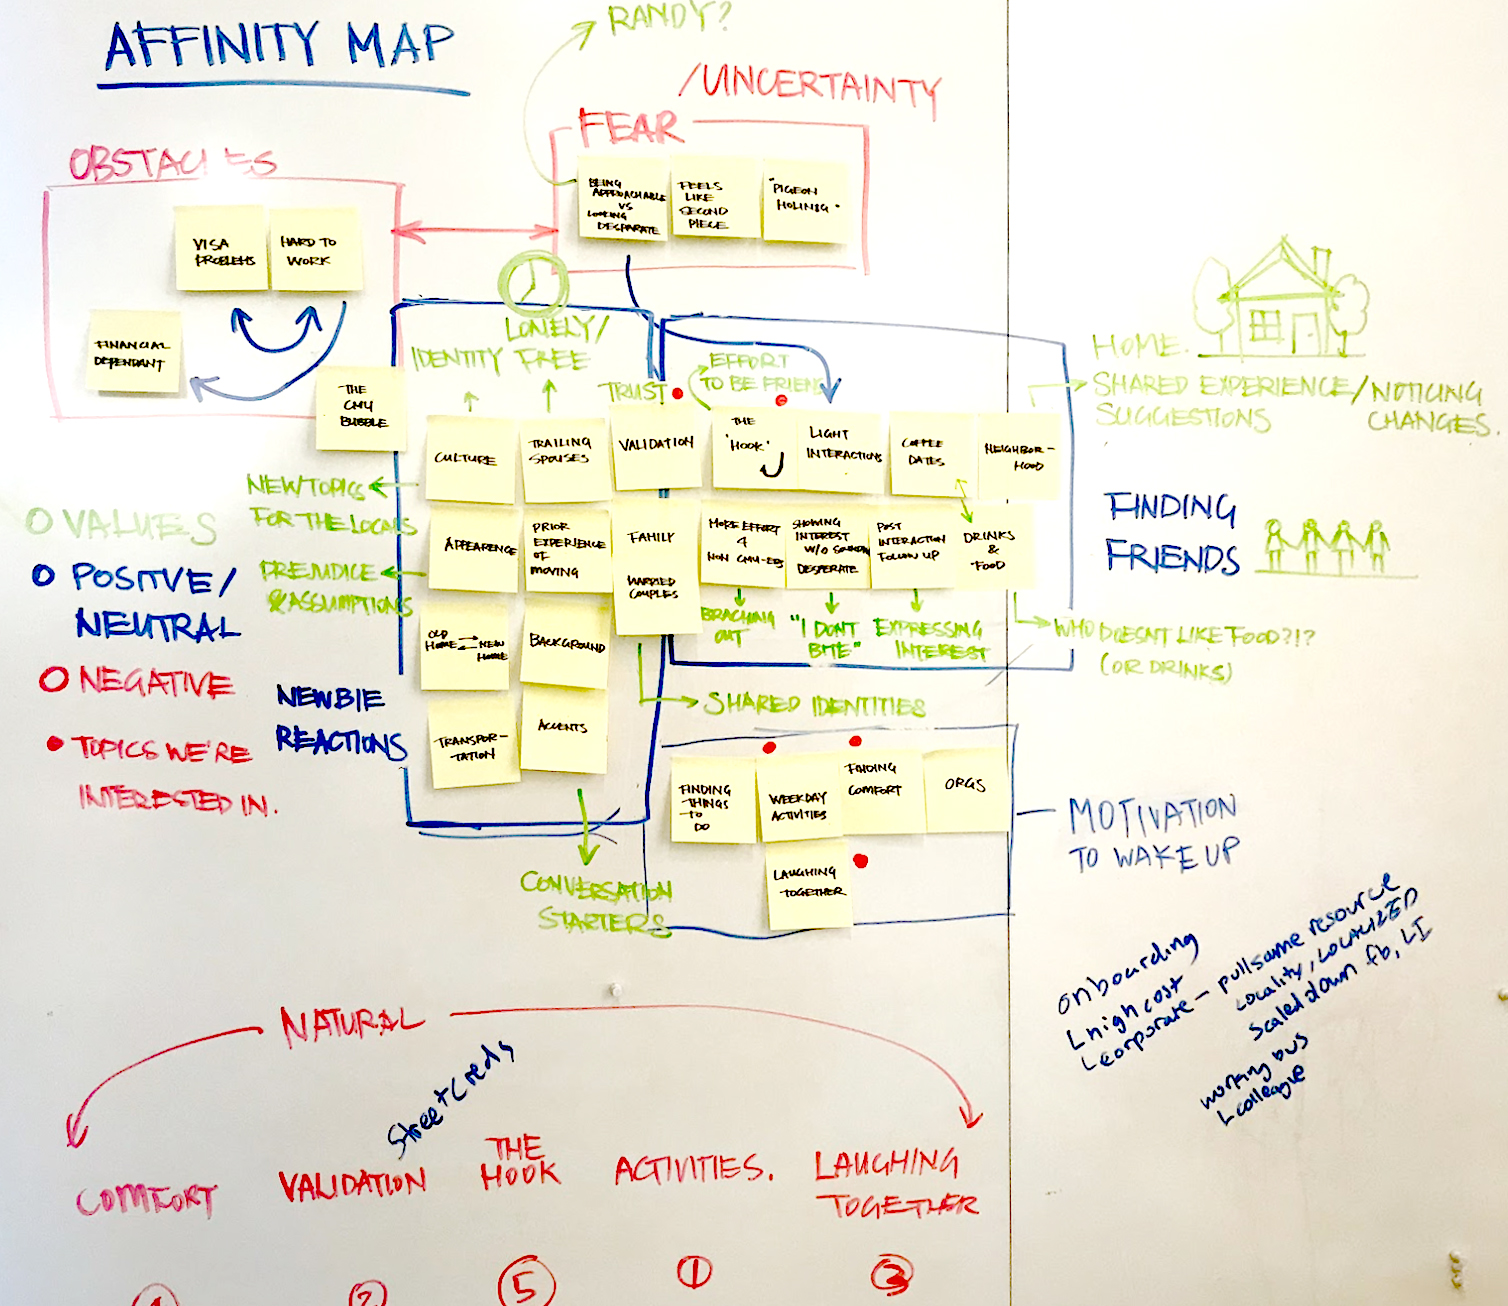 RANDY?
AFFINITY MAP
/UNCERTAINTY
FEAR
OBSTACLES
BEING
APPROACHABLE
VS
LOOKING
DESPARATE
FEELS
LIKE
SECOND
PIECE
"PIGEON
HOLING"
VISA
PROBLEMS
HARD TO
WORK
FINANCIAL
DEPENDANT
-THE
CMU
BUBBLE
LONELY/
IDENTITY FREE
TRUST
EFFORT
TO BE FRIEND
HOME.
SHARED EXPERIENCE/NOTICING
SUGGESTIONS CHANGES.
CULTURE
TRAILING
SPOUSES
VALIDATION
THE
'HOOK'
LIGHT
INTERACTIONS
COFFEE
DATES
NEIGHBOR-
HOOD
NEW TOPICS
FOR THE LOCALS
PREJUDICE
& ASSUMPTIONS
APPEARENCE
PRIOR
EXPERIENCE
OF
MOVING
FAMILY
MARRIED
COUPLES
MORE EFFORT
4
NON CMU-ERS
SHOWING
INTEREST
W/O SOUNDIN
DESPERATE
POST
INTERACTION
FOLLOW UP
DRINKS
&
FOOD
FINDING
FRIENDS
VALUES
POSITIVE/
NEUTRAL
NEGATIVE
TOPICS WE'RE
INTERESTED IN.
NEWBIE
REACTIONS
OLD
HOME
NEW
HOME
BACKGROUND
BRACHING
OUT
"I DONT
BITE"
EXPRESSING
INTEREST
WHO DOESNT LIKE FOOD?!?
(OR DRINKS)
SHARED IDENTITIES
TRANSPOR-
TATION
ACCENTS
FINDING
THINGS
TO
DO
WEEKDAY
ACTIVITIES
FINDING
COMFORT
ORGS
LAUGHING
TOGETHER
MOTIVATION
TO WAKE UP
CONVERSATION
STARTERS
onboarding
high cost
corporate - pull some resource
Locality, LOCALIZED
Scaled down fb, LI
working bus
colleague
NATURAL
Street creds
COMFORT
VALIDATION
THE
HOOK
ACTIVITIES.
LAUGHING
TOGETHER
4
2
5
1
3